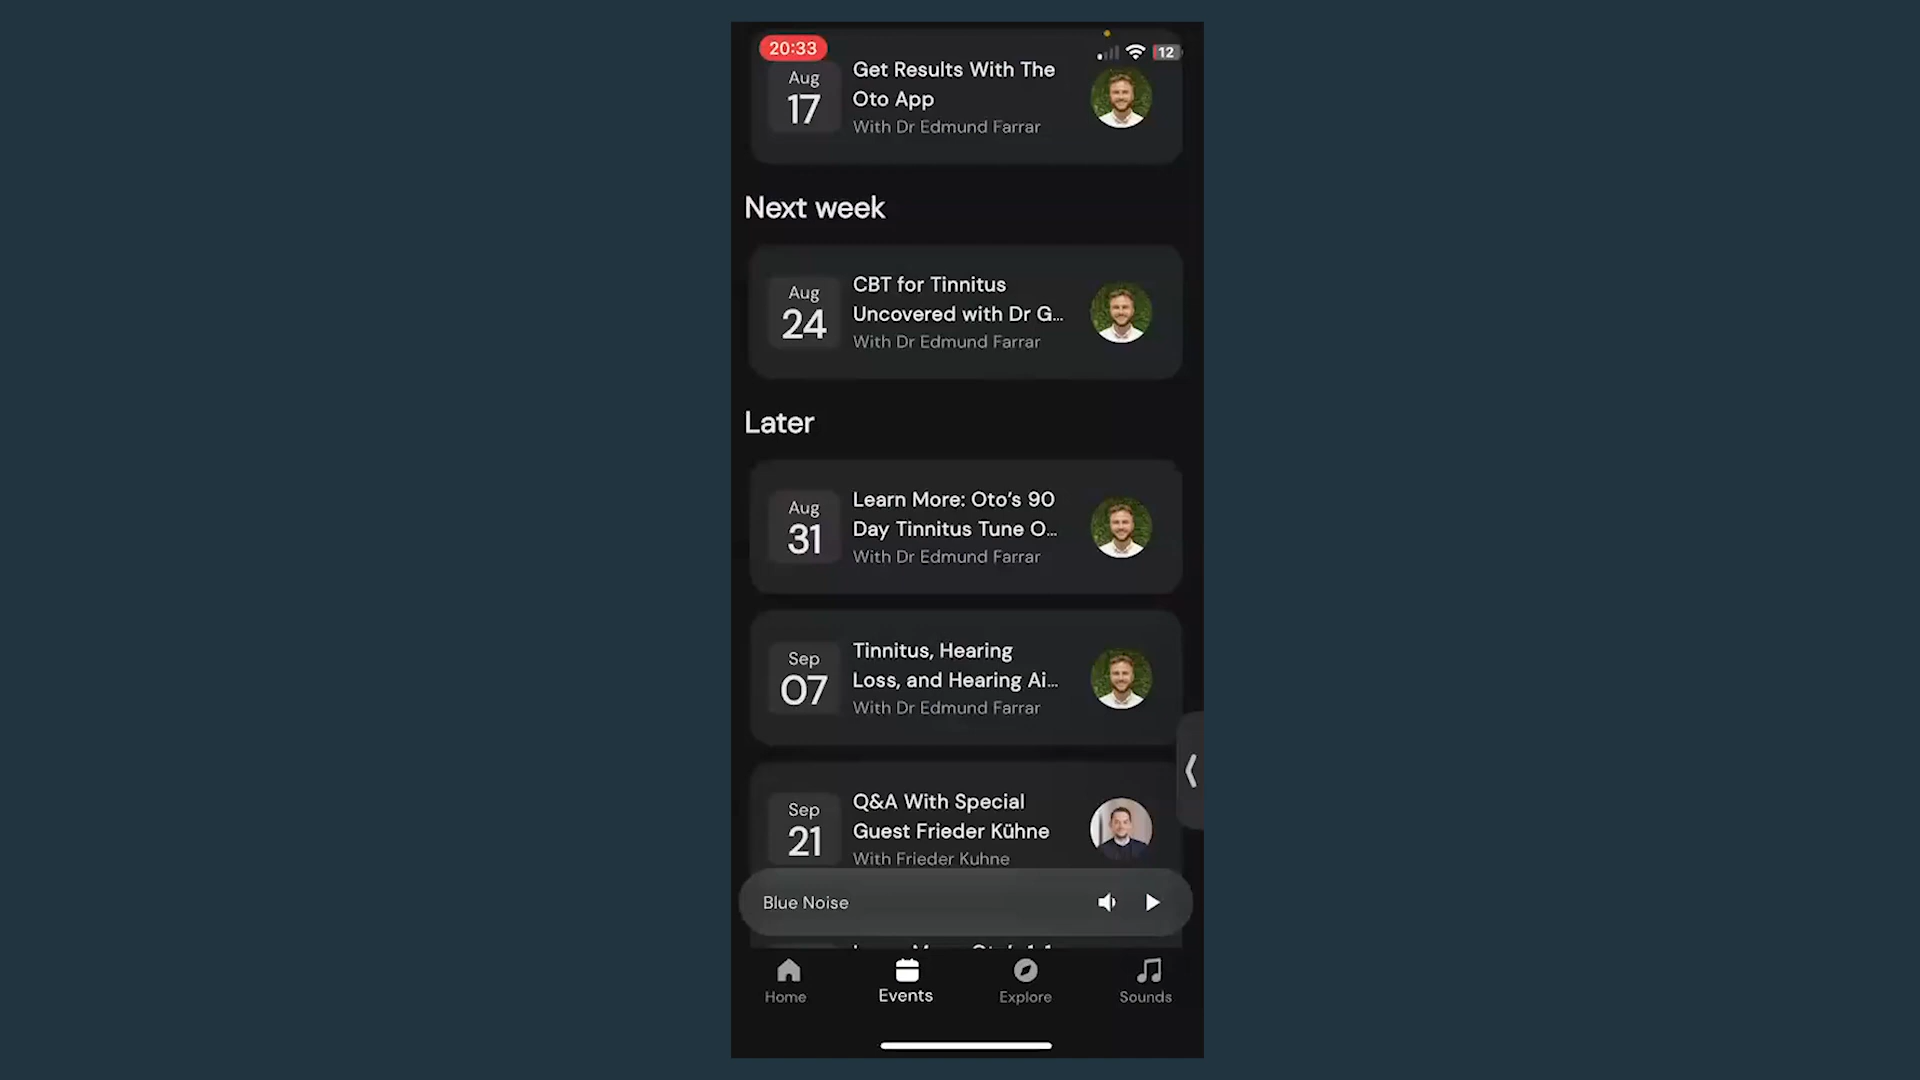 20:33
12
Aug
17
Get Results With The
Oto App
With Dr Edmund Farrar
Next week
Aug
24
CBT for Tinnitus
Uncovered with Dr G...
With Dr Edmund Farrar
Later
Aug
31
Learn More: Oto's 90
Day Tinnitus Tune O...
With Dr Edmund Farrar
Sep
07
Tinnitus, Hearing
Loss, and Hearing Ai...
With Dr Edmund Farrar
Sep
21
Q&A With Special
Guest Frieder Kühne
With Frieder Kuhne
Blue Noise
Home
Events
Explore
Sounds